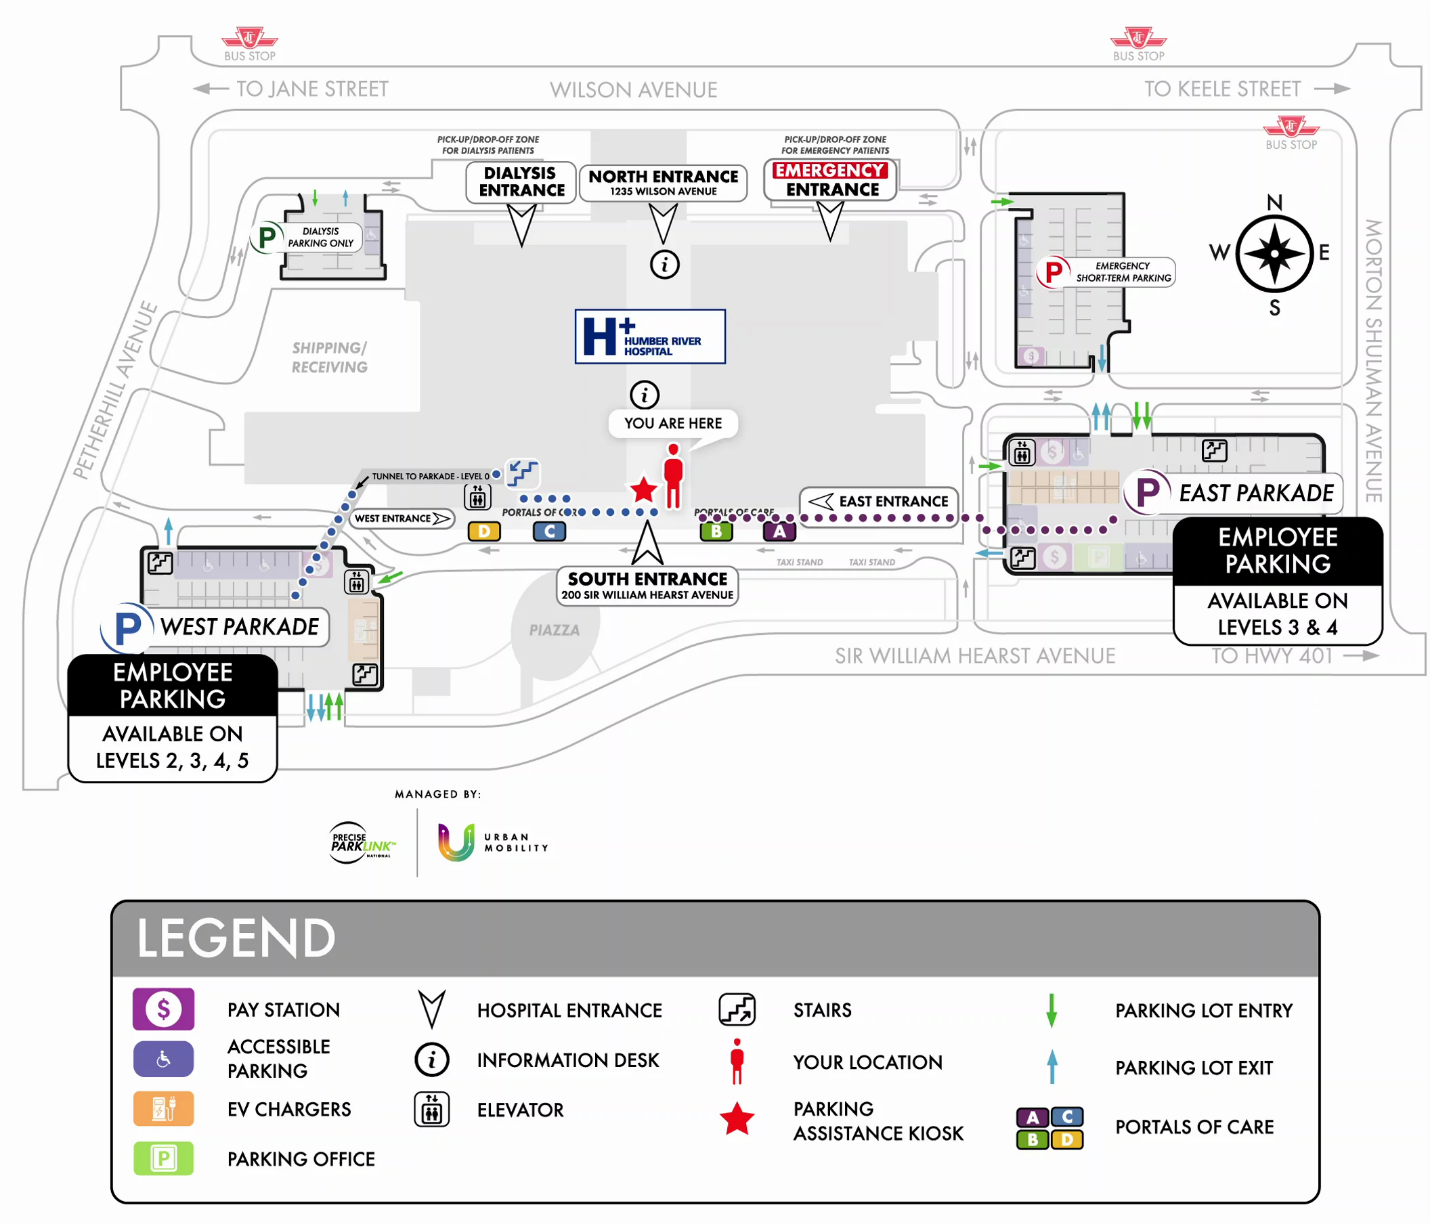 BUS STOP
BUS STOP
TO JANE STREET
WILSON AVENUE
TO KEELE STREET
BUS STOP
PICK-UP/DROP-OFF ZONE
FOR DIALYSIS PATIENTS
PICK-UP/DROP-OFF ZONE
FOR EMERGENCY PATIENTS
DIALYSIS
ENTRANCE
NORTH ENTRANCE
1235 WILSON AVENUE
EMERGENCY
ENTRANCE
P
DIALYSIS
PARKING ONLY
N
W
E
S
P
EMERGENCY
SHORT-TERM PARKING
$
MORTON SHULMAN AVENUE
PETHERHILL AVENUE
SHIPPING/
RECEIVING
i
H+
HUMBER RIVER
HOSPITAL
i
YOU ARE HERE
TUNNEL TO PARKADE - LEVEL 0
WEST ENTRANCE
PORTALS OF CARE
D
C
PORTALS OF CARE
B
A
EAST ENTRANCE
TAXI STAND
TAXI STAND
SOUTH ENTRANCE
200 SIR WILLIAM HEARST AVENUE
PIAZZA
$
P
EAST PARKADE
$
P
EMPLOYEE
PARKING
AVAILABLE ON
LEVELS 3 & 4
$
P
WEST PARKADE
EMPLOYEE
PARKING
AVAILABLE ON
LEVELS 2, 3, 4, 5
SIR WILLIAM HEARST AVENUE
TO HWY 401
MANAGED BY:
PRECISE
PARKLINK™
NATIONAL
URBAN
MOBILITY
LEGEND
$
PAY STATION
ACCESSIBLE
PARKING
EV CHARGERS
P
PARKING OFFICE
HOSPITAL ENTRANCE
i
INFORMATION DESK
ELEVATOR
STAIRS
YOUR LOCATION
PARKING
ASSISTANCE KIOSK
PARKING LOT ENTRY
PARKING LOT EXIT
A
C
B
D
PORTALS OF CARE